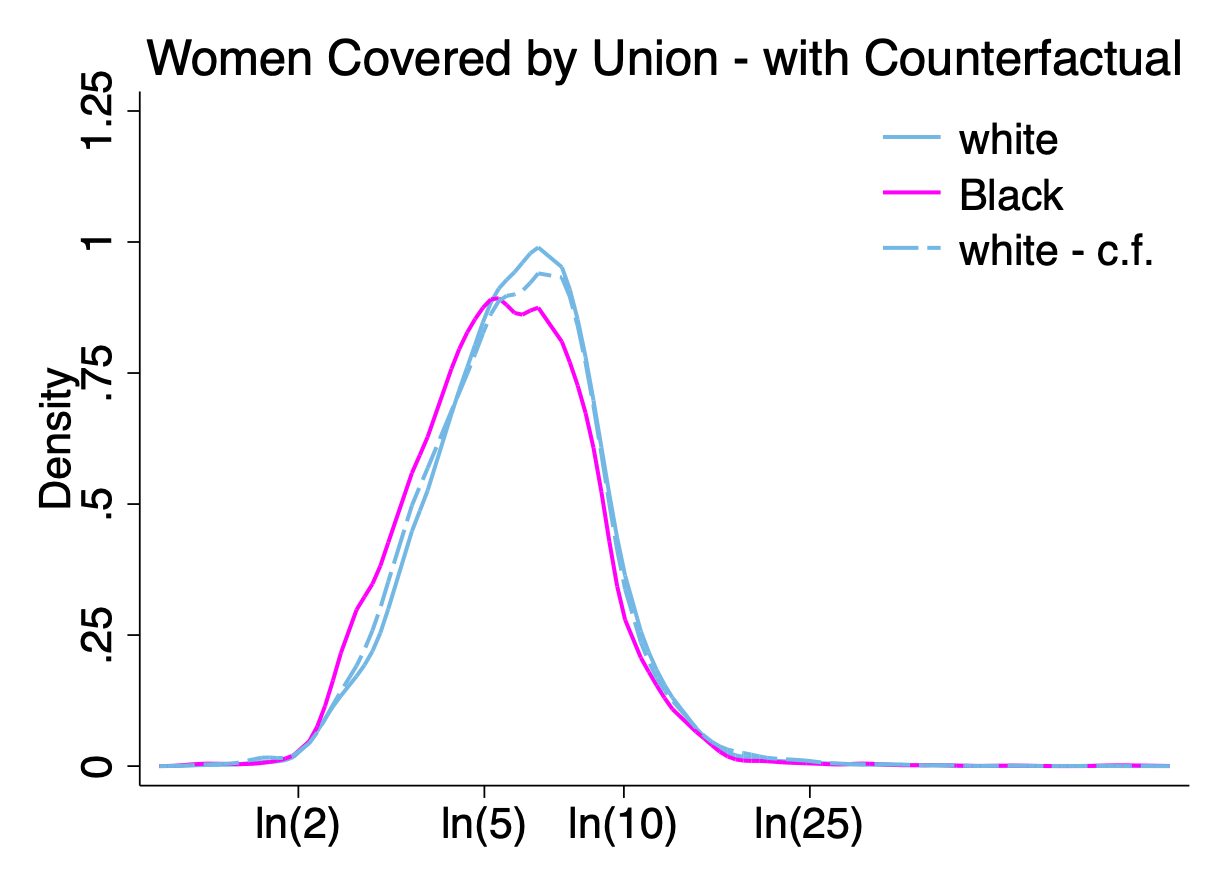 Women Covered by Union - with Counterfactual
white
Black
white - c.f.
Density
1.25
1
.75
.5
.25
0
ln(2)
ln(5)
ln(10)
ln(25)